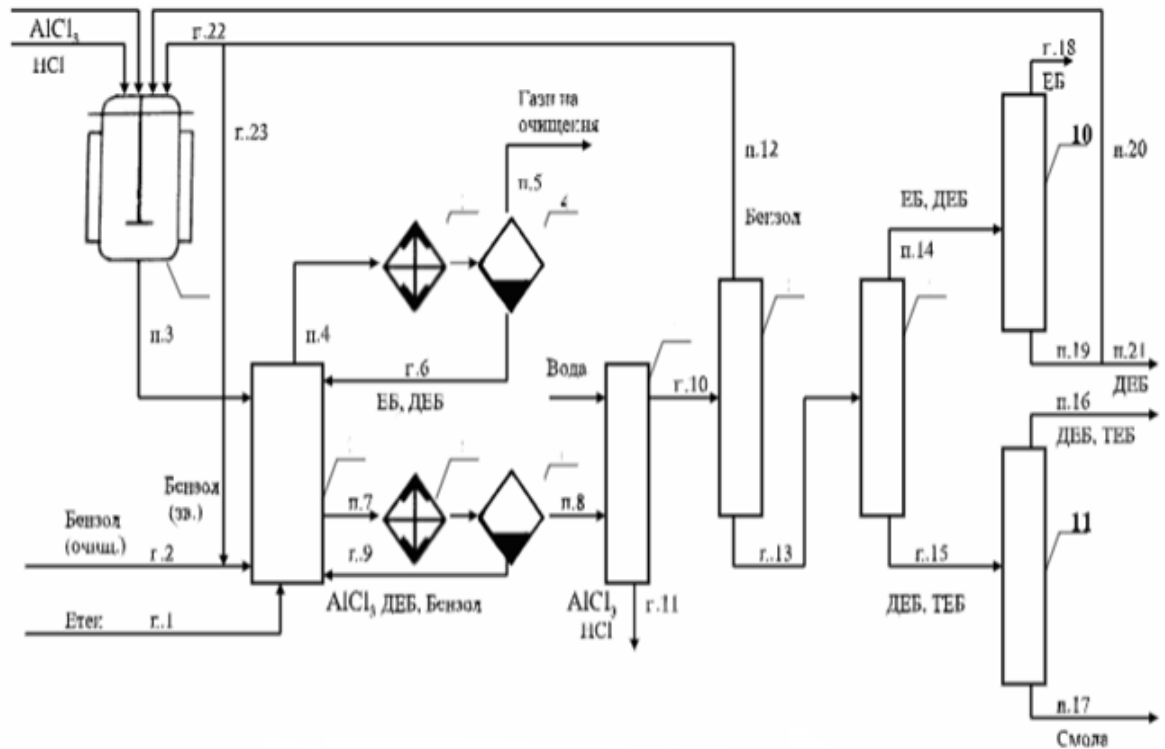 AlCl₃
HCl
г.22
г.23
п.3
п.4
Гази на
очищення
п.5
г.6
ЕБ, ДЕБ
п.7
п.8
г.9
AlCl₃ ДЕБ, Бензол
Бензол
(зв.)
Бензол
(очищ.)
г.2
Етен
г.1
Вода
г.10
AlCl₃
HCl
г.11
п.12
Бензол
г.13
ЕБ, ДЕБ
п.14
г.15
ДЕБ, ТЕБ
г.18
ЕБ
10
п.20
п.19
п.21
ДЕБ
п.16
ДЕБ, ТЕБ
11
п.17
Смола